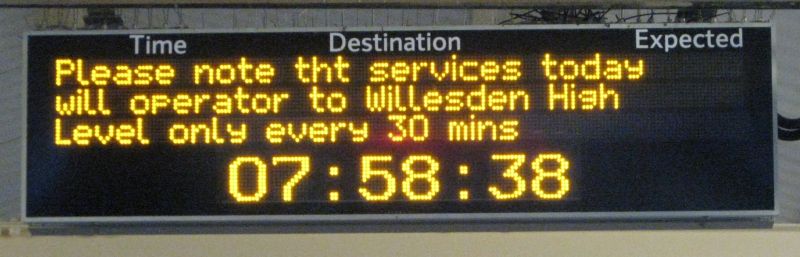 Time Destination Expected
Please note tht services today
will operator to Willesden High
Level only every 30 mins
07:58:38